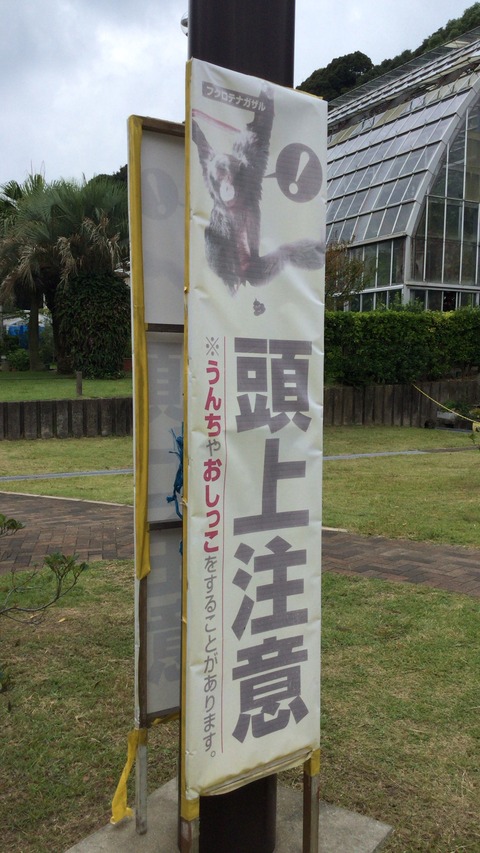 フクロテナガザル
!
頭上注意
※うんちやおしっこをすることがあります。